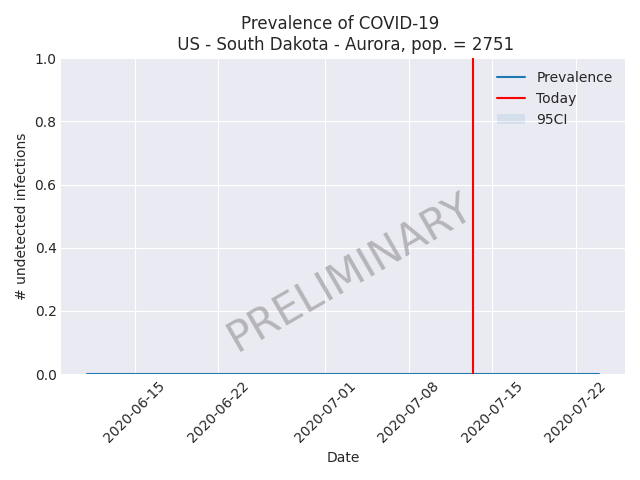 Prevalence of COVID-19
US - South Dakota - Aurora, pop. = 2751
1.0
0.8
0.6
0.4
0.2
0.0
# undetected infections
Prevalence
Today
95CI
PRELIMINARY
2020-06-15
2020-06-22
2020-07-01
2020-07-08
2020-07-15
2020-07-22
Date